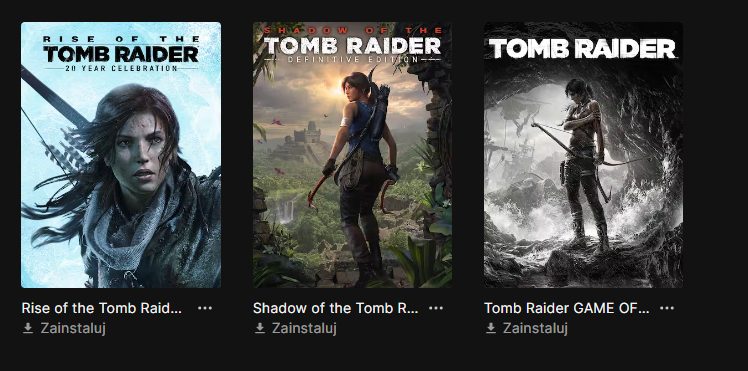 RISE OF THE
TOMB RAIDER
20 YEAR CELEBRATION
SHADOW OF THE
TOMB RAIDER
DEFINITIVE EDITION
TOMB RAIDER
Rise of the Tomb Raid...
Zainstaluj
Shadow of the Tomb R...
Zainstaluj
Tomb Raider GAME OF...
Zainstaluj